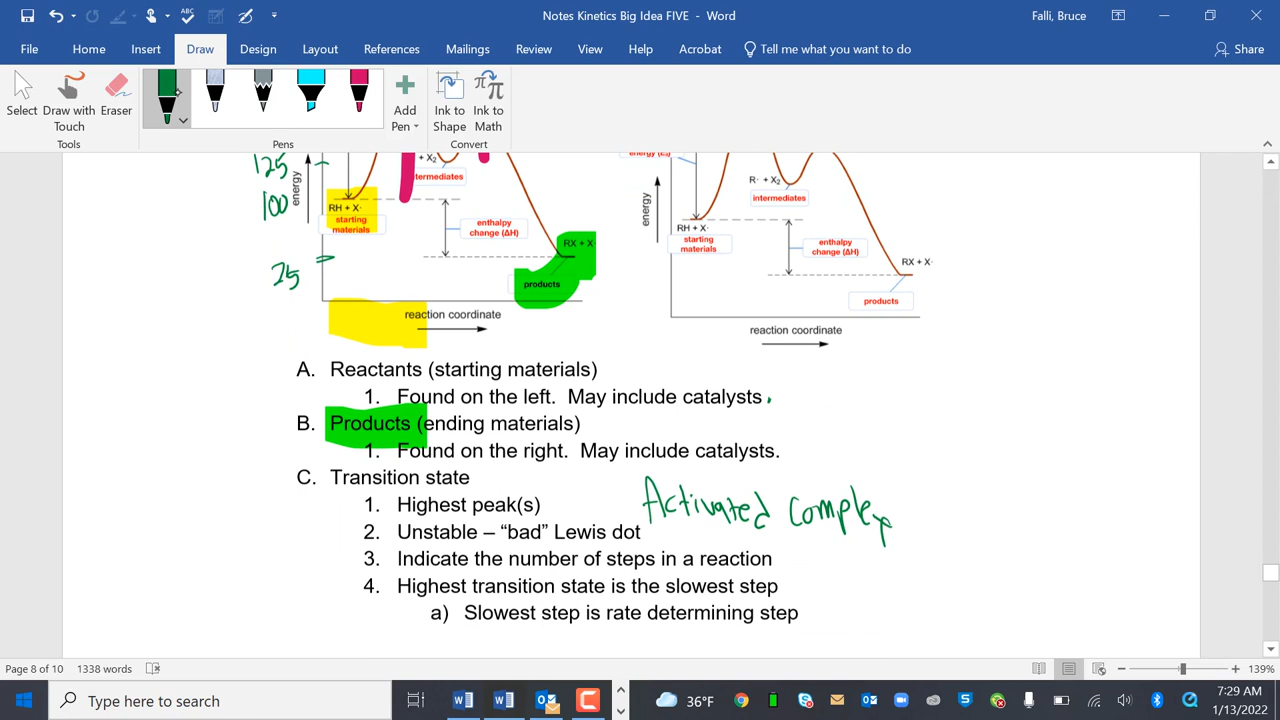 Notes Kinetics Big Idea FIVE - Word
Falli, Bruce
File Home Insert Draw Design Layout References Mailings Review View Help Acrobat Tell me what you want to do Share
Select Draw with Touch Eraser Add Pen Ink to Shape Ink to Math
Tools Pens Convert
125
100
25
energy
+ X2
ntermediates
RH + X·
starting
materials
enthalpy
change (ΔH)
RX + X·
products
reaction coordinate
energy
R· + X2
intermediates
RH + X·
starting
materials
enthalpy
change (ΔH)
RX + X·
products
reaction coordinate
A. Reactants (starting materials)
1. Found on the left. May include catalysts.
B. Products (ending materials)
1. Found on the right. May include catalysts.
C. Transition state
Activated Complex
1. Highest peak(s)
2. Unstable – “bad” Lewis dot
3. Indicate the number of steps in a reaction
4. Highest transition state is the slowest step
a) Slowest step is rate determining step
Page 8 of 10 1338 words 139%
Type here to search
36°F
7:29 AM
1/13/2022